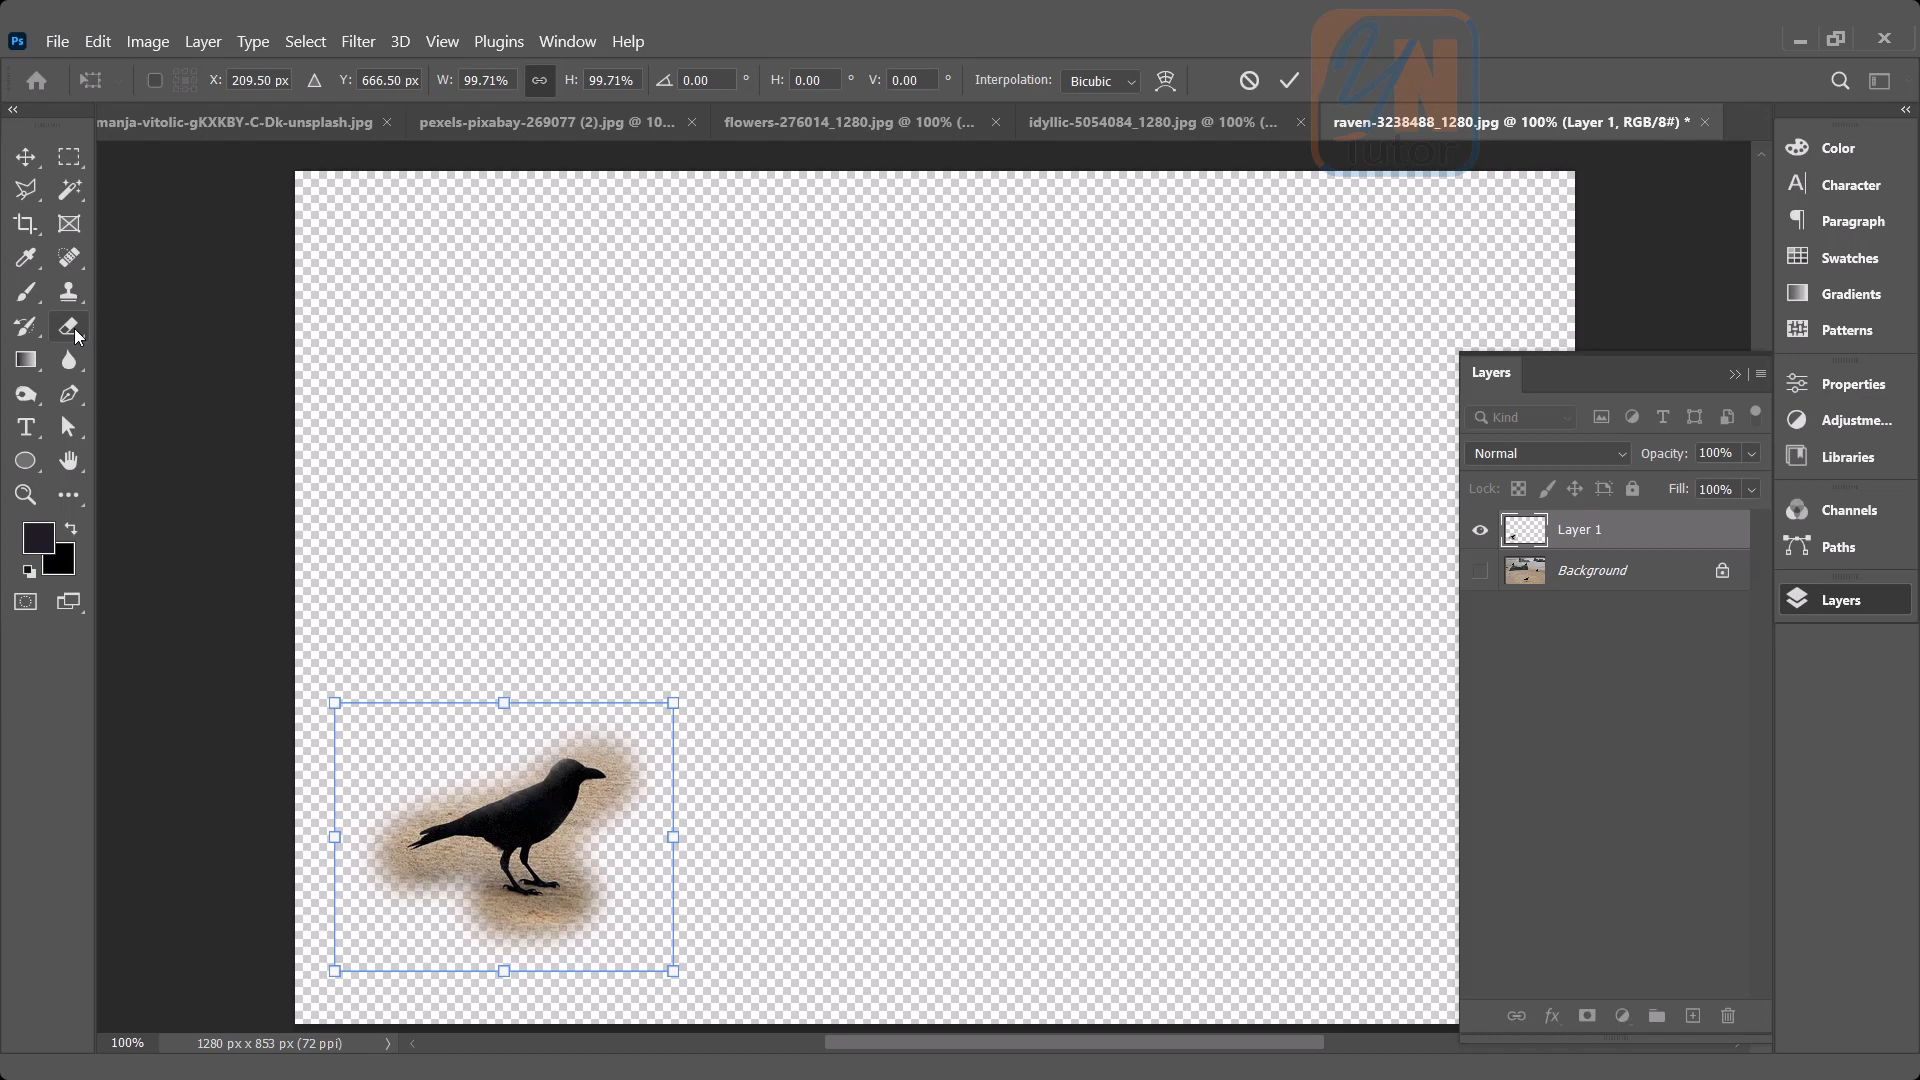 Ps File Edit Image Layer Type Select Filter 3D View Plugins Window Help
X: 209.50 px Y: 666.50 px W: 99.71% H: 99.71% 0.00 ° H: 0.00 ° V: 0.00 ° Interpolation: Bicubic
manja-vitolic-gKXKBY-C-Dk-unsplash.jpg pexels-pixabay-269077 (2).jpg @ 10... flowers-276014_1280.jpg @ 100% (... idyllic-5054084_1280.jpg @ 100% (... raven-3238488_1280.jpg @ 100% (Layer 1, RGB/8#) *
YN
Tutor
Color
Character
Paragraph
Swatches
Gradients
Patterns
Properties
Adjustme...
Libraries
Channels
Paths
Layers
Layers
Kind
Normal Opacity: 100%
Lock: Fill: 100%
Layer 1
Background
100% 1280 px x 853 px (72 ppi)